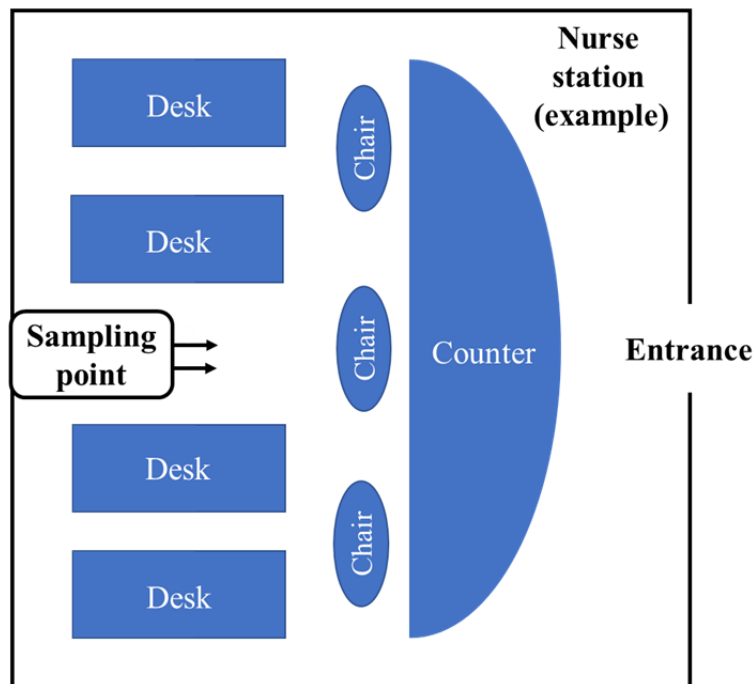 Nurse
station
(example)
Desk
Chair
Desk
Sampling
point
Chair
Counter
Entrance
Desk
Chair
Desk